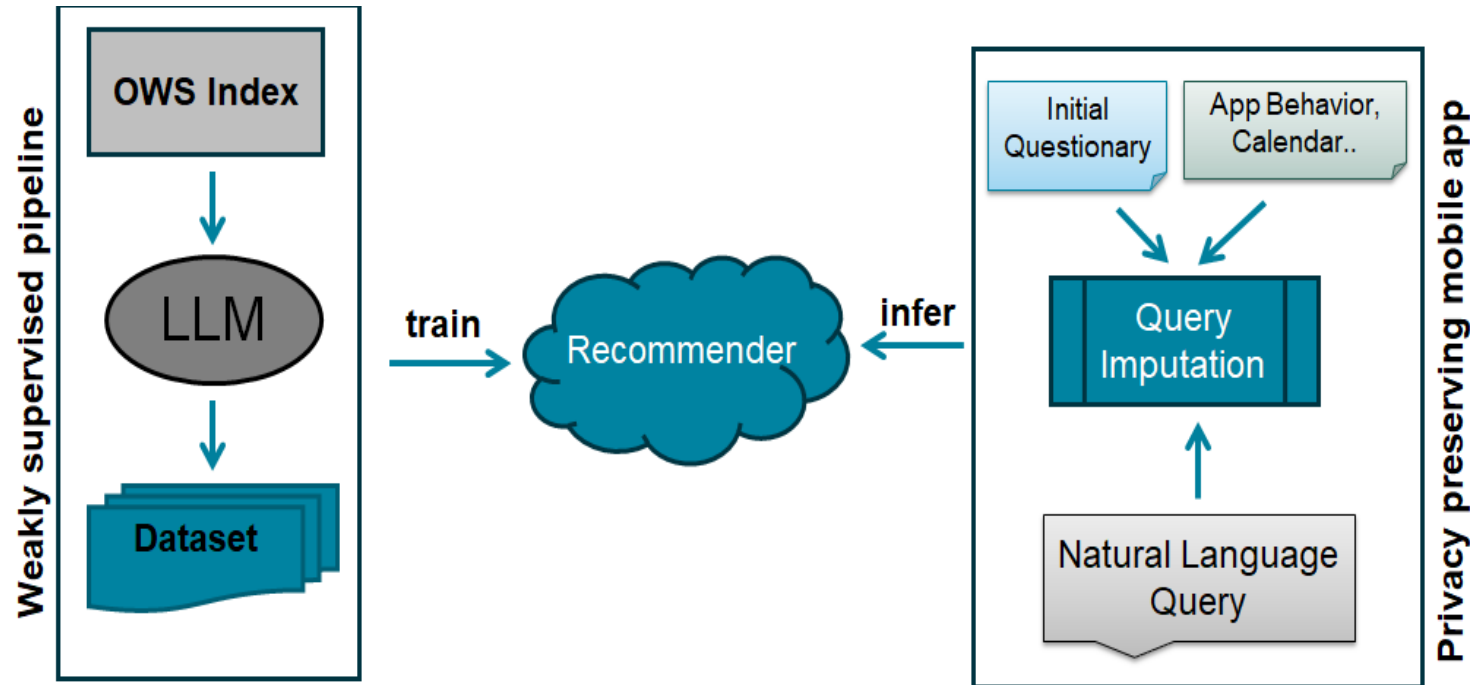 Weakly supervised pipeline
OWS Index
LLM
Dataset
train
Recommender
infer
Initial
Questionary
App Behavior,
Calendar..
Query
Imputation
Natural Language
Query
Privacy preserving mobile app